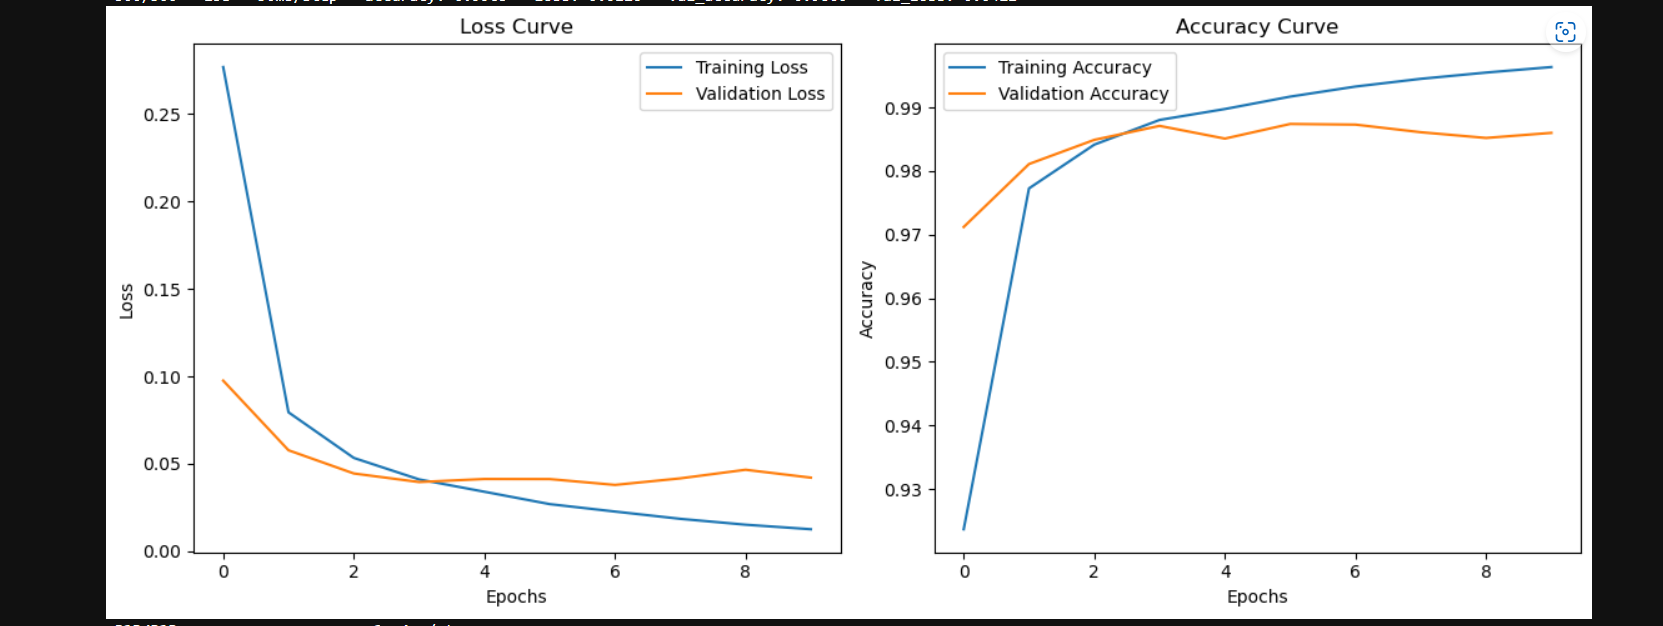 Loss Curve
Training Loss
Validation Loss
0.25
0.20
0.15
0.10
0.05
0.00
Loss
0
2
4
6
8
Epochs
Accuracy Curve
Training Accuracy
Validation Accuracy
0.99
0.98
0.97
0.96
0.95
0.94
0.93
Accuracy
0
2
4
6
8
Epochs